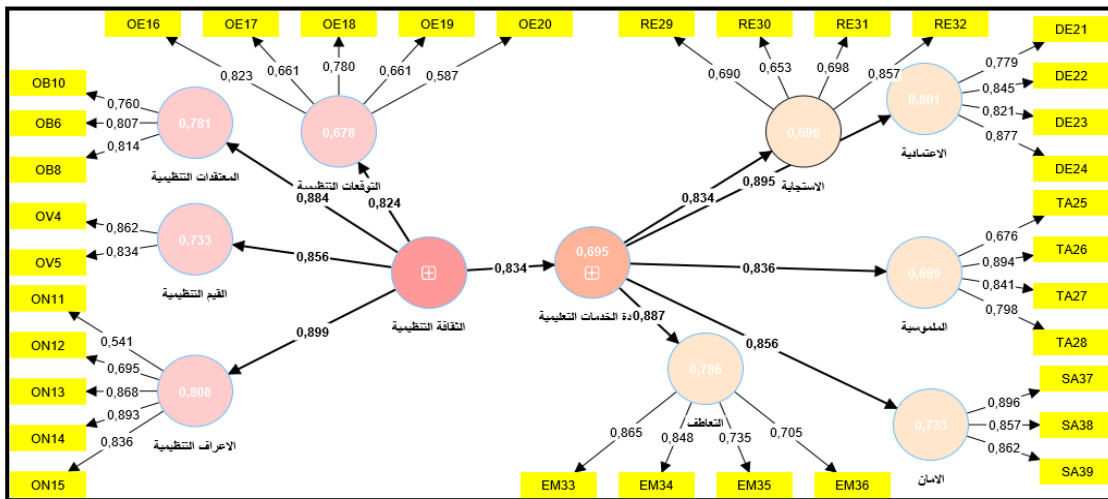 OE16 OE17 OE18 OE19 OE20 RE29 RE30 RE31 RE32 DE21
0,823 0,661 0,780 0,661 0,587 0,690 0,653 0,698 0,857 0,779
OB10 DE22
0,760 0,845
OB6 0,807 0,781 0,678 0,696 0,801 0,821 DE23
0,814 0,877
OB8 المعتقدات التنظيمية التوقعات التنظيمية الاستجابة الاعتمادية DE24
0,884 0,824 0,834 0,895
OV4 0,862 0,676 TA25
0,733 0,856 0,695 0,836 0,699 0,894 TA26
OV5 0,834 0,834 0,841 TA27
القيم التنظيمية الثقافة التنظيمية دة الخدمات التعليمية الملموسية
ON11 0,541 0,899 0,887 0,856 0,798 TA28
ON12 0,695
ON13 0,868 0,808 0,786 0,896 SA37
ON14 0,893 0,733 0,857 SA38
0,836 الاعراف التنظيمية التعاطف 0,862
ON15 0,865 0,848 0,735 0,705 الامان SA39
EM33 EM34 EM35 EM36